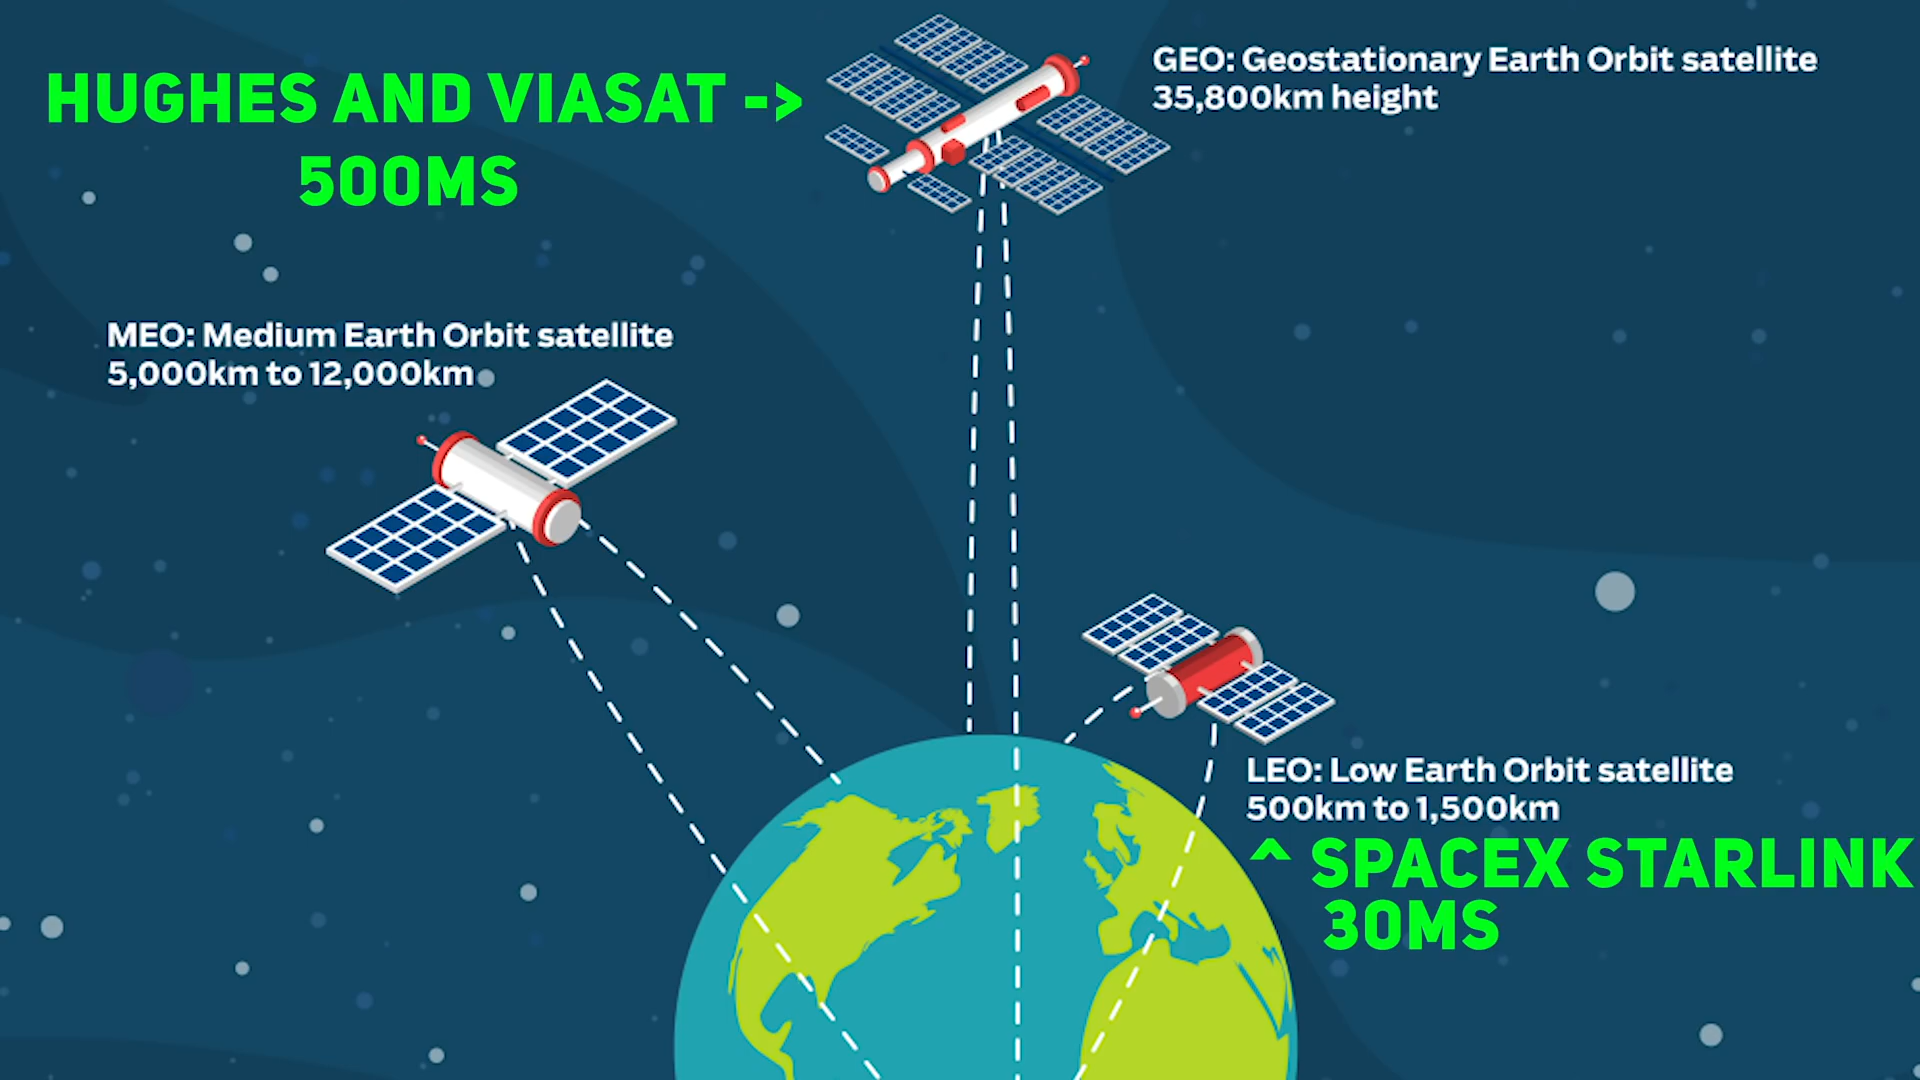 HUGHES AND VIASAT ->
500MS
GEO: Geostationary Earth Orbit satellite
35,800km height
MEO: Medium Earth Orbit satellite
5,000km to 12,000km
LEO: Low Earth Orbit satellite
500km to 1,500km
^ SPACEX STARLINK
30MS